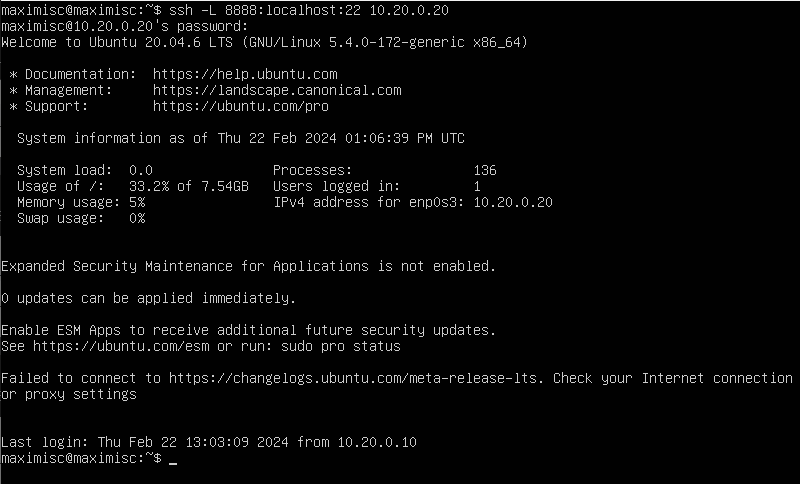 maximisc@maximisc:~$ ssh -L 8888:localhost:22 10.20.0.20
maximisc@10.20.0.20's password:
Welcome to Ubuntu 20.04.6 LTS (GNU/Linux 5.4.0-172-generic x86_64)
* Documentation:  https://help.ubuntu.com
* Management:     https://landscape.canonical.com
* Support:        https://ubuntu.com/pro
System information as of Thu 22 Feb 2024 01:06:39 PM UTC
System load:  0.0                Processes:               136
Usage of /:   33.2% of 7.54GB   Users logged in:         1
Memory usage: 5%                IPv4 address for enp0s3: 10.20.0.20
Swap usage:   0%
Expanded Security Maintenance for Applications is not enabled.
0 updates can be applied immediately.
Enable ESM Apps to receive additional future security updates.
See https://ubuntu.com/esm or run: sudo pro status
Failed to connect to https://changelogs.ubuntu.com/meta-release-lts. Check your Internet connection
or proxy settings
Last login: Thu Feb 22 13:03:09 2024 from 10.20.0.10
maximisc@maximisc:~$ _